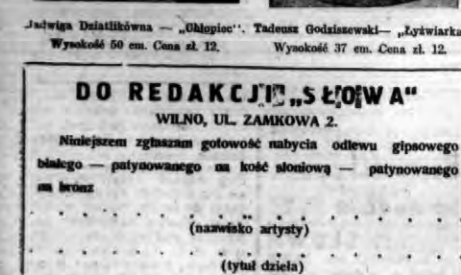 Jadwiga Dziatlikówna — „Chłopiec". Tadeusz Godziszewski— „Łyżwiarka
Wysokość 50 cm. Cena zł. 12. Wysokość 37 cm. Cena zł. 12.
DO REDAKCJI „SŁOWA"
WILNO, UL. ZAMKOWA 2.
Niniejszem zgłaszam gotowość nabycia odlewu gipsowego
białego — patynowanego na kość słoniową — patynowanego
na bronz
(nazwisko artysty)
(tytuł dzieła)